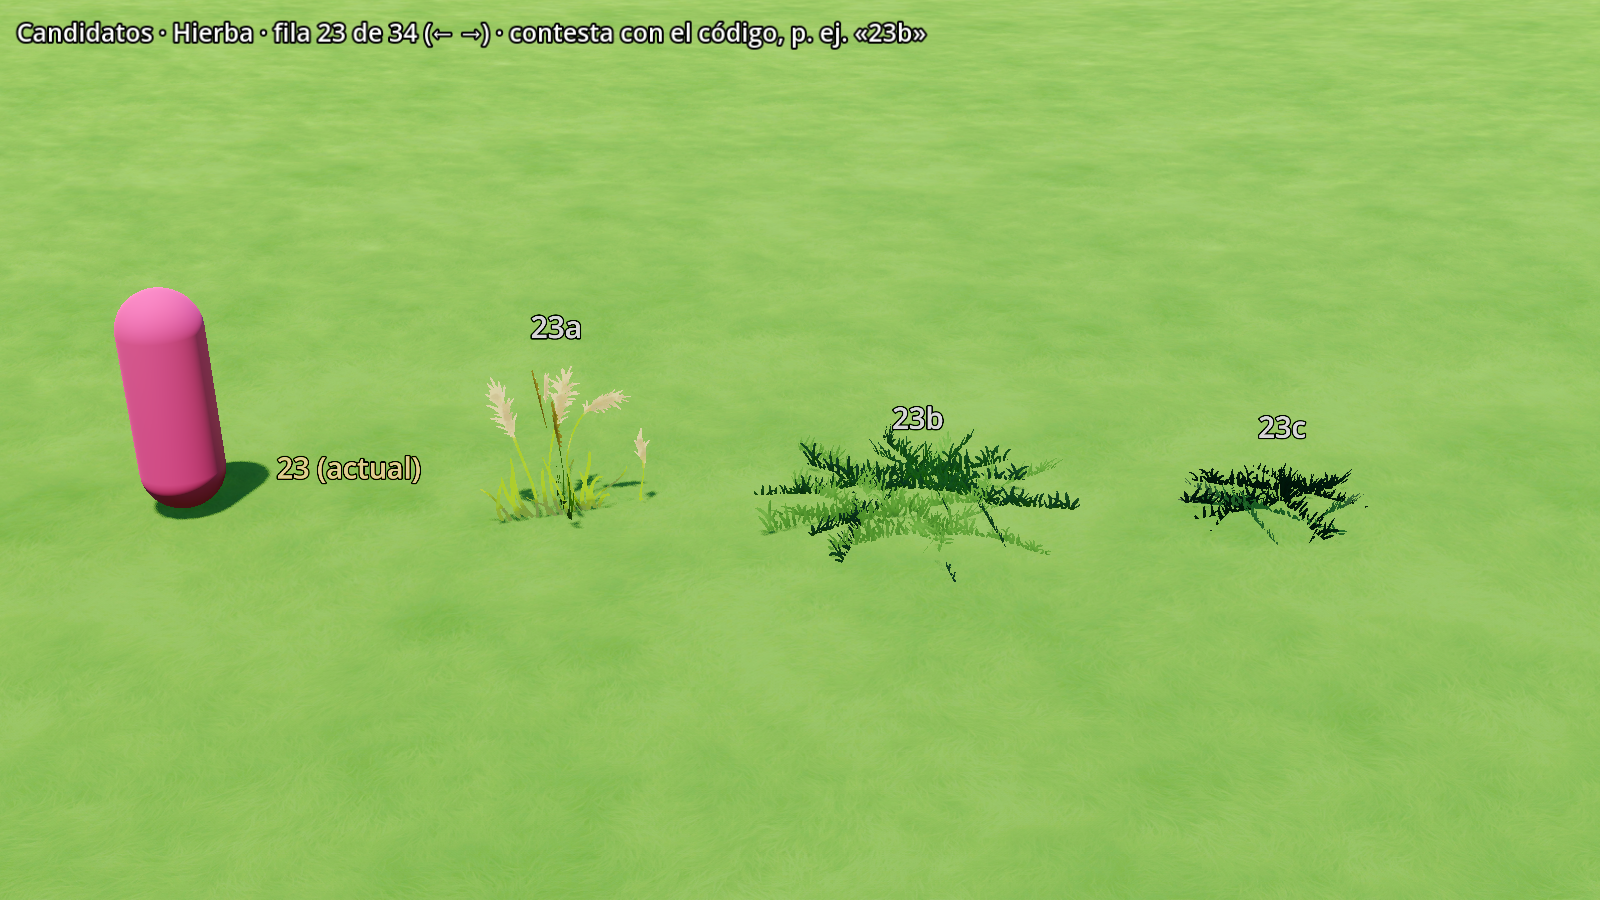 Candidatos · Hierba · fila 23 de 34 (← →) · contesta con el código, p. ej. «23b»
23a
23b
23c
23 (actual)